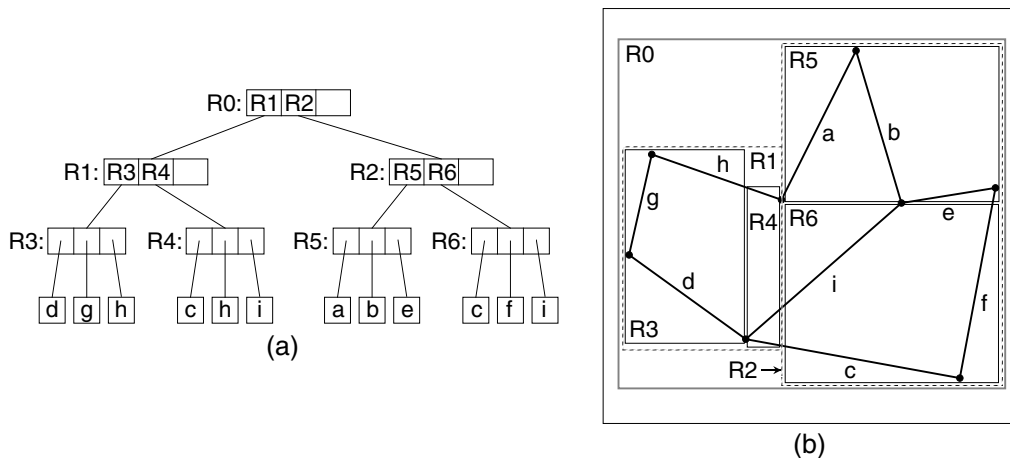 R0: R1 R2
R1: R3 R4
R2: R5 R6
R3:
R4:
R5:
R6:
d g h
c h i
a b e
c f i
(a)
R0
R5
a
b
h
R1
g
R4
R6
e
d
i
f
R3
R2
c
(b)